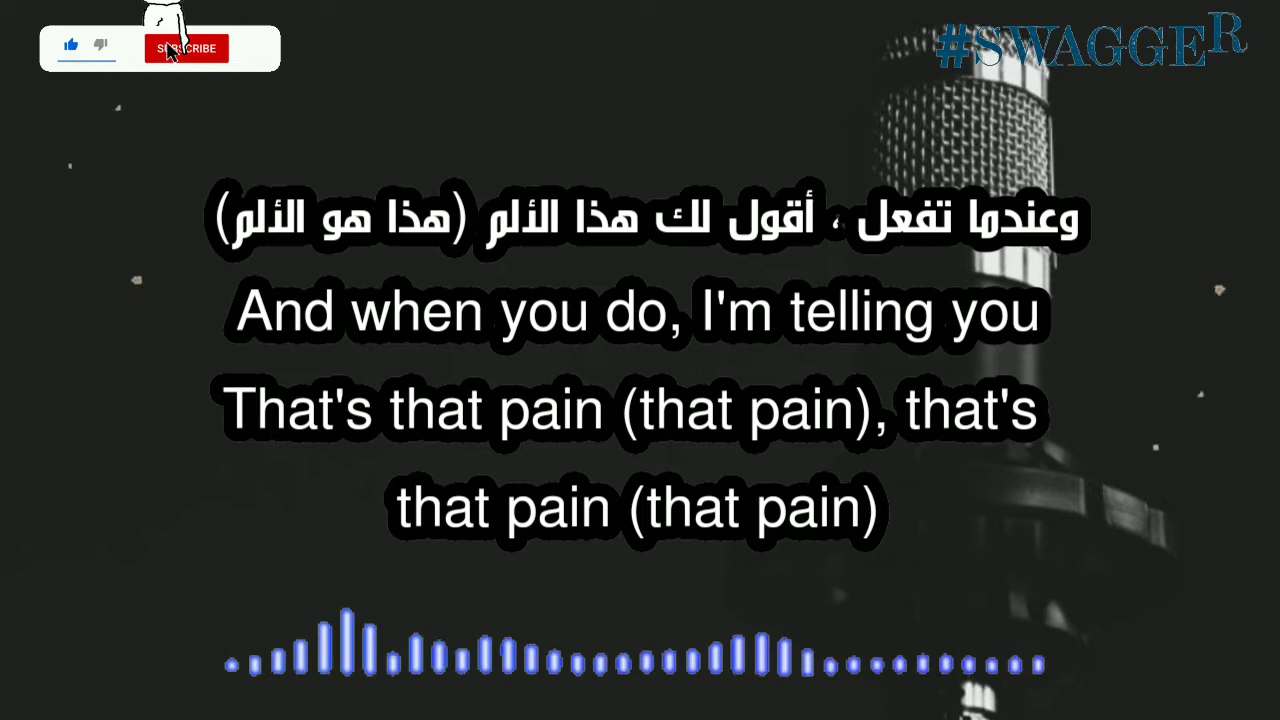 SUBSCRIBE
#SWAGGER
وعندما تفعل ، أقول لك هذا الألم (هذا هو الألم)
And when you do, I'm telling you
That's that pain (that pain), that's
that pain (that pain)